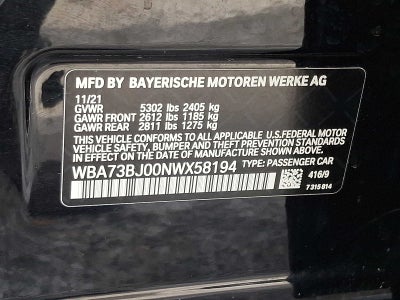 MFD BY BAYERISCHE MOTOREN WERKE AG
11/21
GVWR 5302 lbs 2405 kg
GAWR FRONT 2612 lbs 1185 kg
GAWR REAR 2811 lbs 1275 kg
THIS VEHICLE CONFORMS TO ALL APPLICABLE U.S.FEDERAL MOTOR
VEHICLE SAFETY, BUMPER, AND THEFT PREVENTION STANDARDS
IN EFFECT ON THE DATE OF MANUFACTURE SHOWN ABOVE.
WBA73BJ00NWX58194 TYPE: PASSENGER CAR
416/9
7 315 814